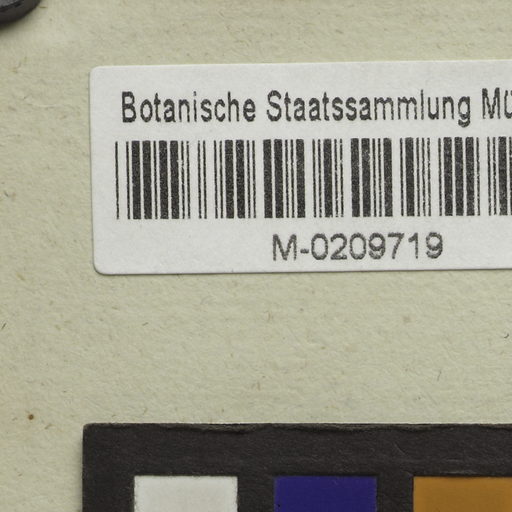 Botanische Staatssammlung Mü
M-0209719